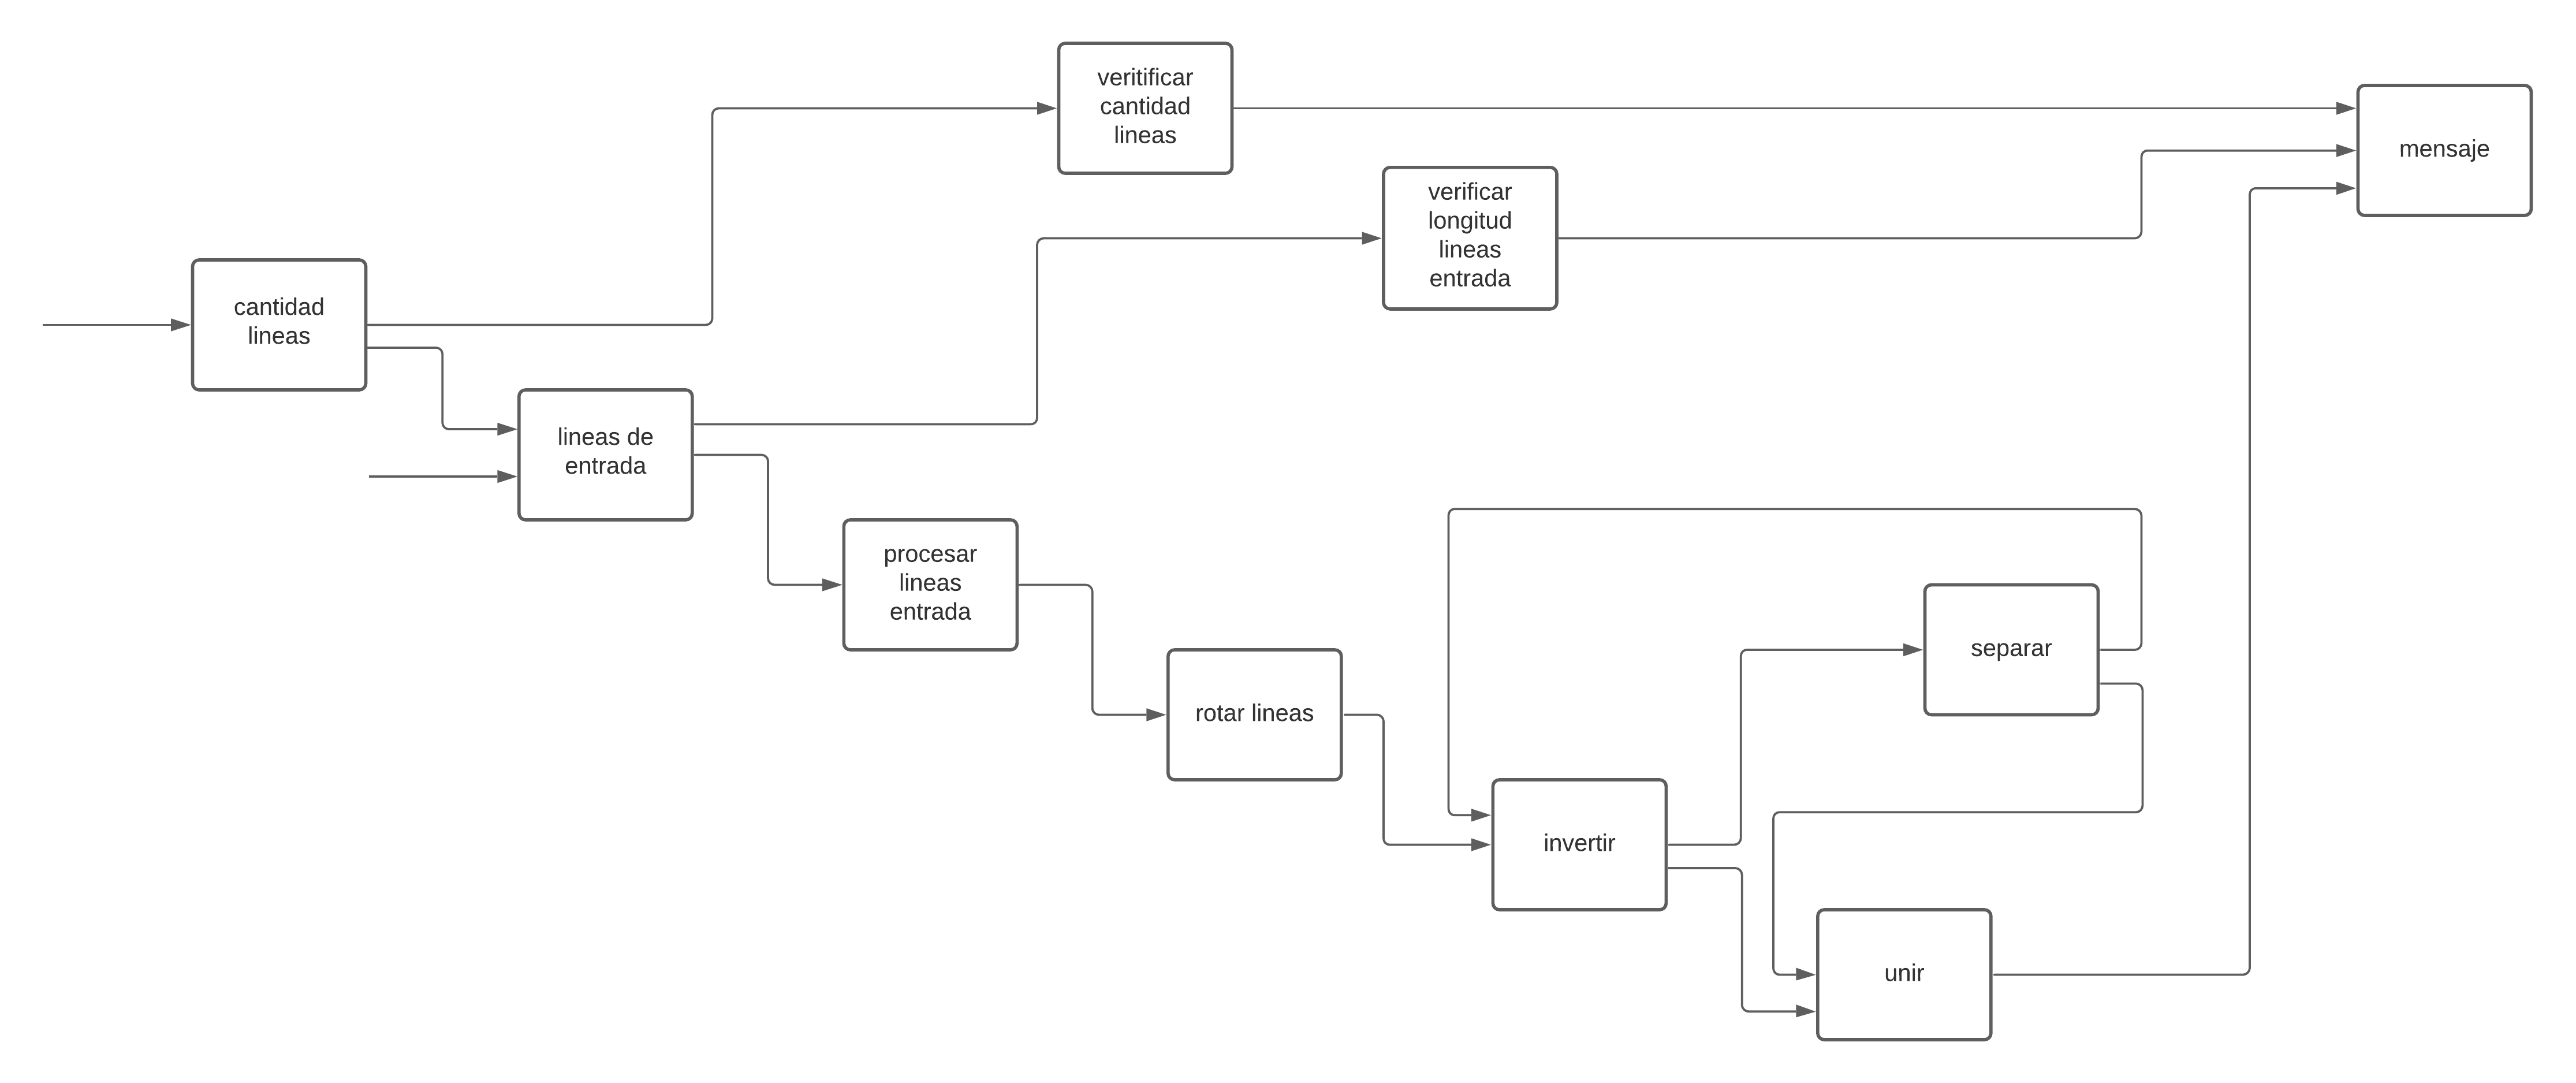 veritificar
cantidad
lineas
mensaje
verificar
longitud
lineas
entrada
cantidad
lineas
lineas de
entrada
procesar
lineas
entrada
separar
rotar lineas
invertir
unir